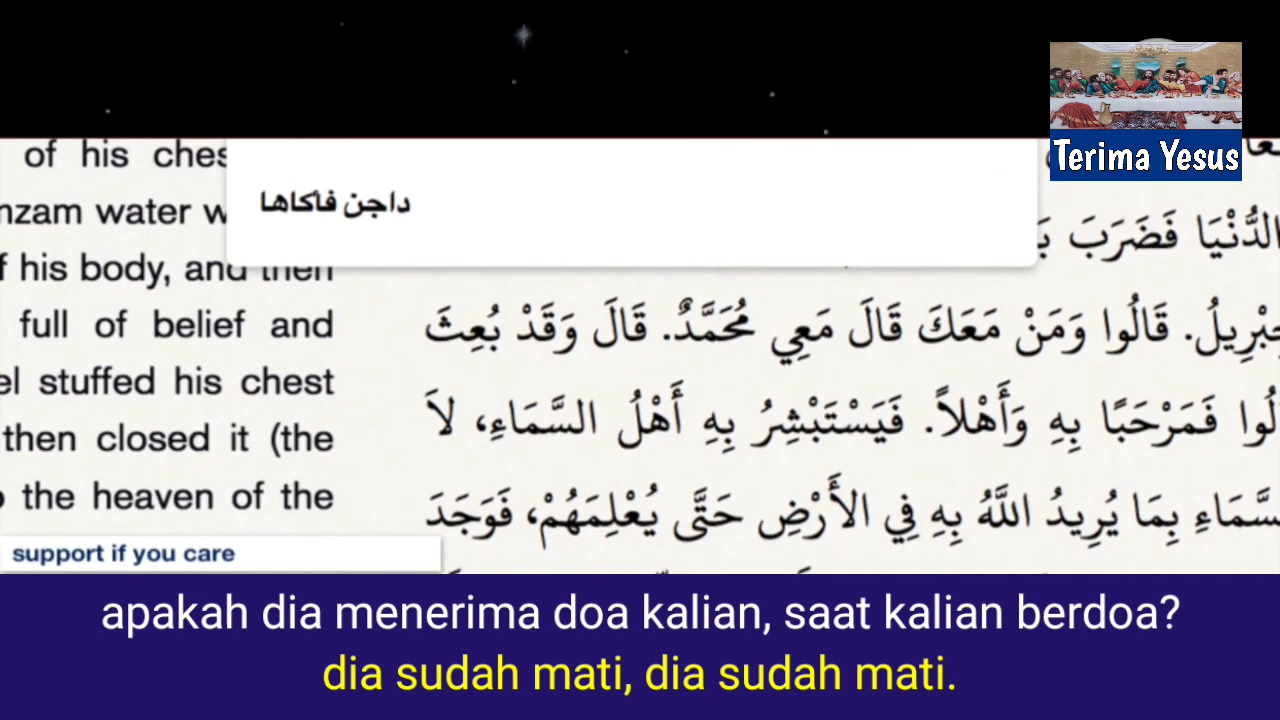 Terima Yesus
داجن فأكلها
of his
mzam water
الدُّنْيَا فَضَرَبَ
f his body, and then
full of belief and
جِبْرِيلُ. قَالُوا وَمَنْ مَعَكَ قَالَ مَعِي مُحَمَّدٌ. قَالَ وَقَدْ بُعِثَ
el stuffed his chest
then closed it (the
قَالُوا فَمَرْحَبًا بِهِ وَأَهْلاً. فَيَسْتَبْشِرُ بِهِ أَهْلُ السَّمَاءِ، لاَ
the heaven of the
السَّمَاءِ بِمَا يُرِيدُ اللَّهُ بِهِ فِي الأَرْضِ حَتَّى يُعْلِمَهُمْ، فَوَجَدَ
support if you care
apakah dia menerima doa kalian, saat kalian berdoa?
dia sudah mati, dia sudah mati.